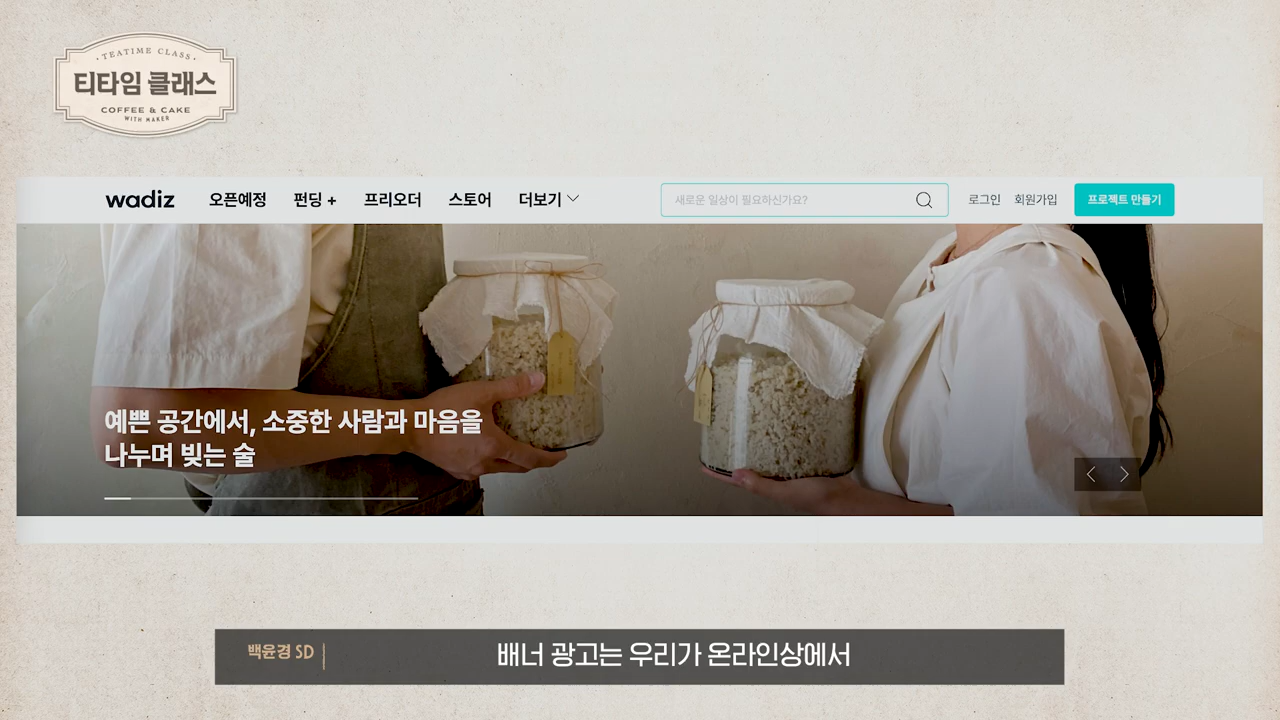 TEATIME CLASS
티타임 클래스
COFFEE & CAKE
WITH MAKER
wadiz 오픈예정 펀딩 + 프리오더 스토어 더보기 새로운 일상이 필요하신가요? 로그인 회원가입 프로젝트 만들기
예쁜 공간에서, 소중한 사람과 마음을
나누며 빚는 술
백윤경 SD 배너 광고는 우리가 온라인상에서